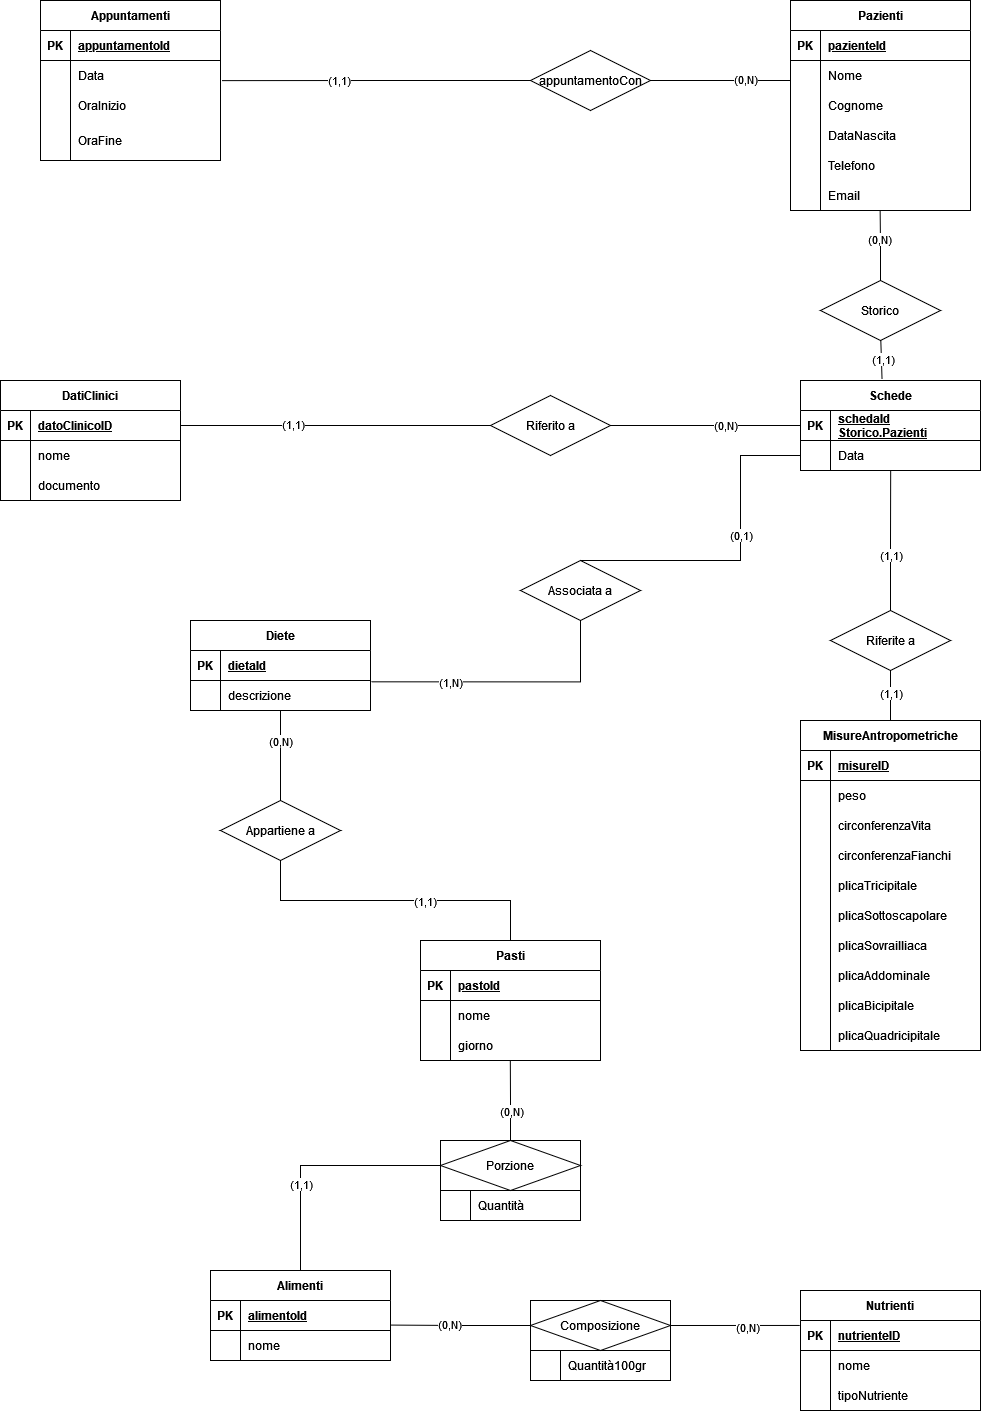 Appuntamenti
PK appuntamentoId
Data
OraInizio
OraFine
(1,1)
appuntamentoCon
(0,N)
Pazienti
PK pazienteId
Nome
Cognome
DataNascita
Telefono
Email
(0,N)
Storico
(1,1)
DatiClinici
PK datoClinicoID
nome
documento
(1,1)
Riferito a
(0,N)
Schede
PK schedaId
Storico.Pazienti
Data
(0,1)
Associata a
(1,N)
(1,1)
Riferite a
(1,1)
Diete
PK dietaId
descrizione
(0,N)
Appartiene a
(1,1)
MisureAntropometriche
PK misureID
peso
circonferenzaVita
circonferenzaFianchi
plicaTricipitale
plicaSottoscapolare
plicaSovrailliaca
plicaAddominale
plicaBicipitale
plicaQuadricipitale
Pasti
PK pastoId
nome
giorno
(0,N)
Porzione
Quantità
(1,1)
Alimenti
PK alimentoId
nome
(0,N)
Composizione
Quantità100gr
(0,N)
Nutrienti
PK nutrienteID
nome
tipoNutriente